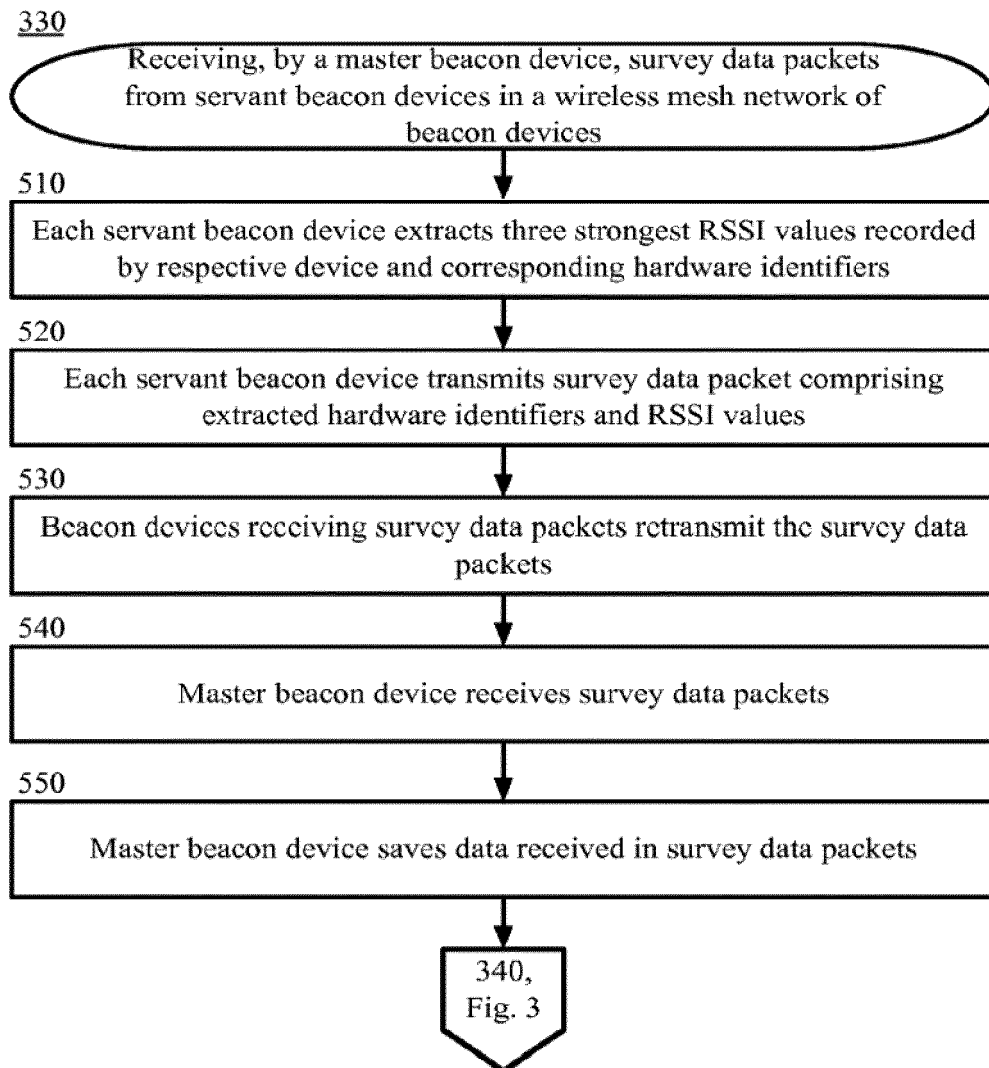 330
Receiving, by a master beacon device, survey data packets
from servant beacon devices in a wireless mesh network of
beacon devices
510
Each servant beacon device extracts three strongest RSSI values recorded
by respective device and corresponding hardware identifiers
520
Each servant beacon device transmits survey data packet comprising
extracted hardware identifiers and RSSI values
530
Beacon devices receiving survey data packets retransmit the survey data
packets
540
Master beacon device receives survey data packets
550
Master beacon device saves data received in survey data packets
340,
Fig. 3